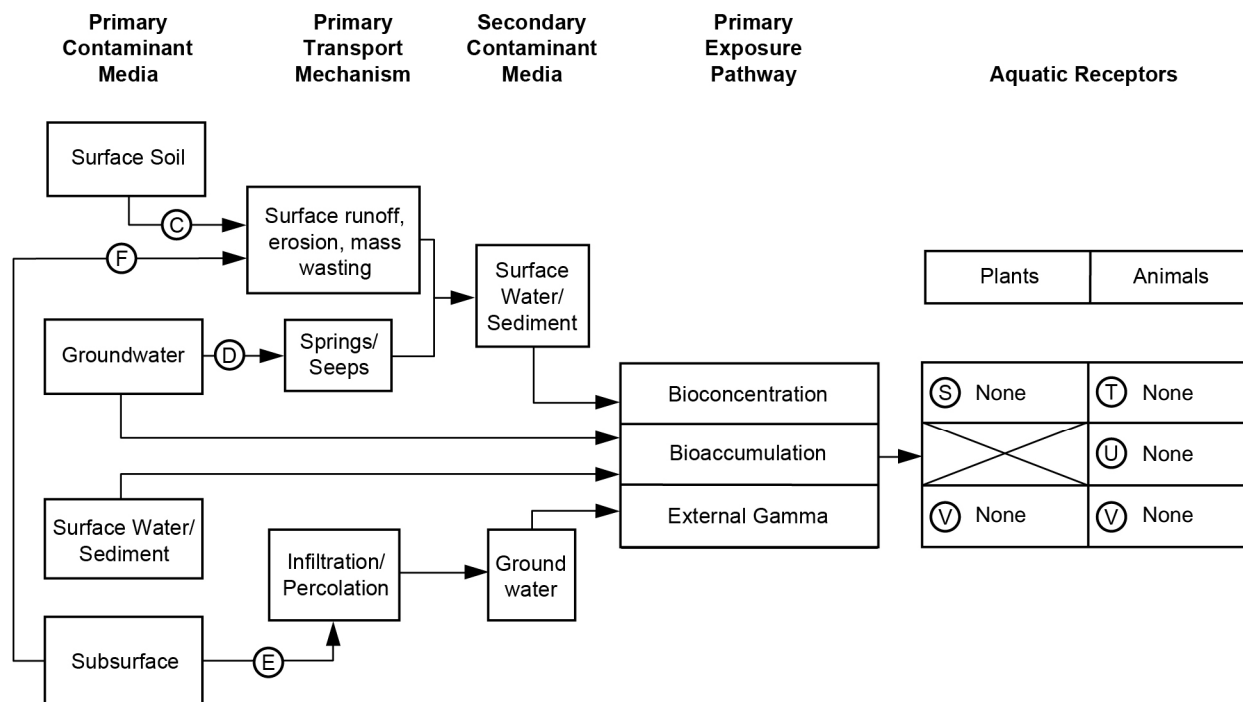 Primary
Contaminant
Media
Primary
Transport
Mechanism
Secondary
Contaminant
Media
Primary
Exposure
Pathway
Aquatic Receptors
Surface Soil
C
F
Surface runoff,
erosion, mass
wasting
Surface
Water/
Sediment
Plants
Animals
Groundwater
D
Springs/
Seeps
Bioconcentration
S None
T None
Bioaccumulation
U None
Surface Water/
Sediment
External Gamma
V None
V None
Infiltration/
Percolation
Ground
water
Subsurface
E